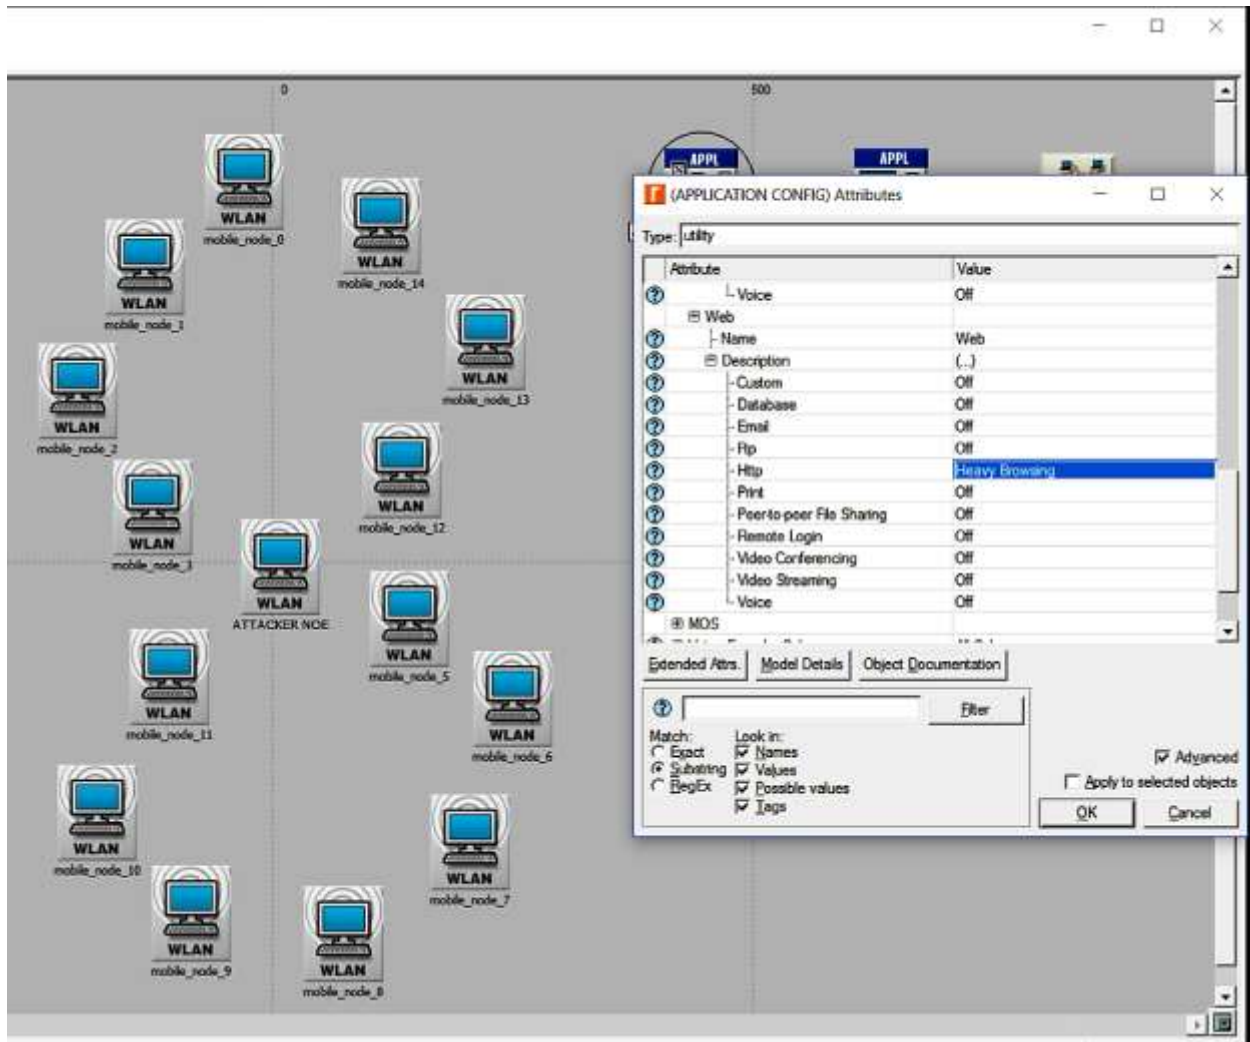 0 500
APPL APPL
WLAN
mobile_node_0
WLAN
mobile_node_14
WLAN
mobile_node_1
WLAN
mobile_node_13
WLAN
mobile_node_2
WLAN
mobile_node_12
WLAN
mobile_node_3
WLAN
ATTACKER NOE
WLAN
mobile_node_5
WLAN
mobile_node_11
WLAN
mobile_node_6
WLAN
mobile_node_10
WLAN
mobile_node_7
WLAN
mobile_node_9
WLAN
mobile_node_8
(APPLICATION CONFIG) Attributes
Type: utility
Attribute Value
Voice Off
Web
Name Web
Description (...)
Custom Off
Database Off
Email Off
Ftp Off
Http Heavy Browsing
Print Off
Peer-to-peer File Sharing Off
Remote Login Off
Video Conferencing Off
Video Streaming Off
Voice Off
MOS
Extended Attrs. Model Details Object Documentation
Filter
Match: Look in:
Exact Names
Substring Values
RegEx Possible values
Tags
Advanced
Apply to selected objects
OK Cancel